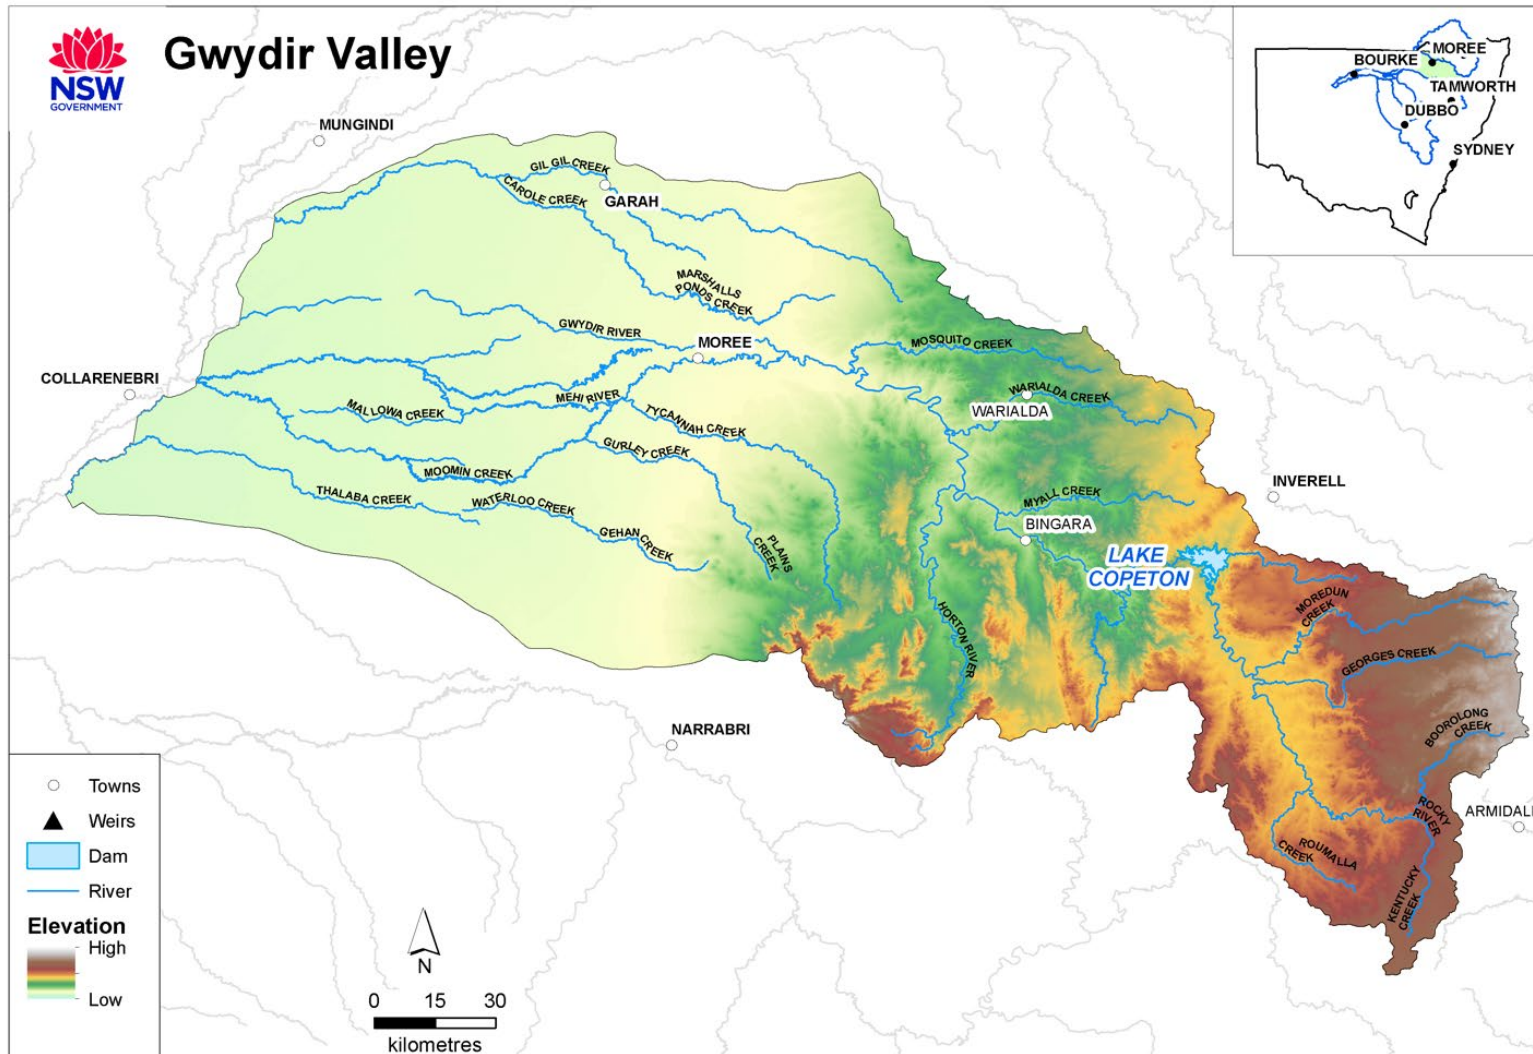 NSW
GOVERNMENT
Gwydir Valley
MOREE
BOURKE
TAMWORTH
DUBBO
SYDNEY
MUNGINDI
GIL GIL CREEK
CAROLE CREEK
GARAH
MARSHALLS
PONDS CREEK
GWYDIR RIVER
MOREE
MOSQUITO CREEK
COLLARENEBRI
MALLOWA CREEK
MEHI RIVER
TYCANNAH CREEK
WARIALDA CREEK
WARIALDA
GURLEY CREEK
MOOMIN CREEK
THALABA CREEK
WATERLOO CREEK
GEHAN
CREEK
PLAINS
CREEK
MYALL CREEK
BINGARA
INVERELL
LAKE
COPETON
HORTON RIVER
MOREDUN
CREEK
GEORGES CREEK
BOOROLONG
CREEK
NARRABRI
ROCKY
RIVER
ARMIDAL
ROUMALLA
CREEK
KENTUCKY
CREEK
Towns
Weirs
Dam
River
Elevation
High
Low
N
0 15 30
kilometres